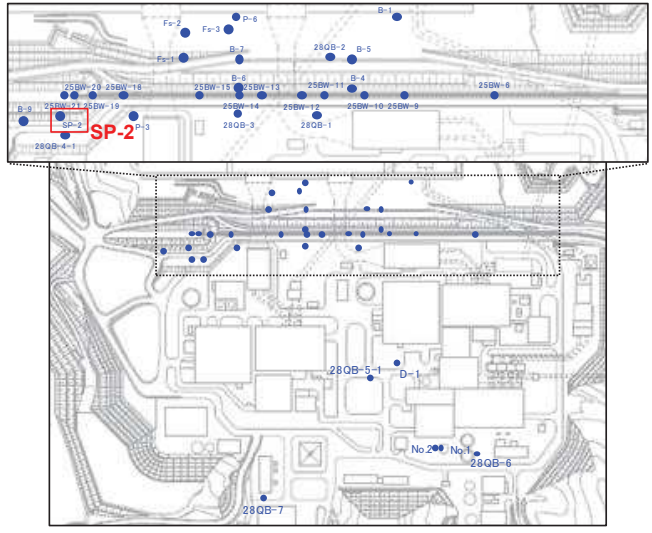 P-6
B-1
Fs-2
Fs-3
28QB-2
B-7
B-5
Fs-1
B-6
B-4
25BW-20 25BW-18 25BW-15 25BW-13 25BW-11 25BW-6
25BW-21 25BW-19 25BW-14 25BW-12 25BW-10 25BW-9
B-9
SP-2
SP-2
P-3
28QB-3
28QB-1
28QB-4-1
28QB-5-1
D-1
No.2
No.1
28QB-6
28QB-7